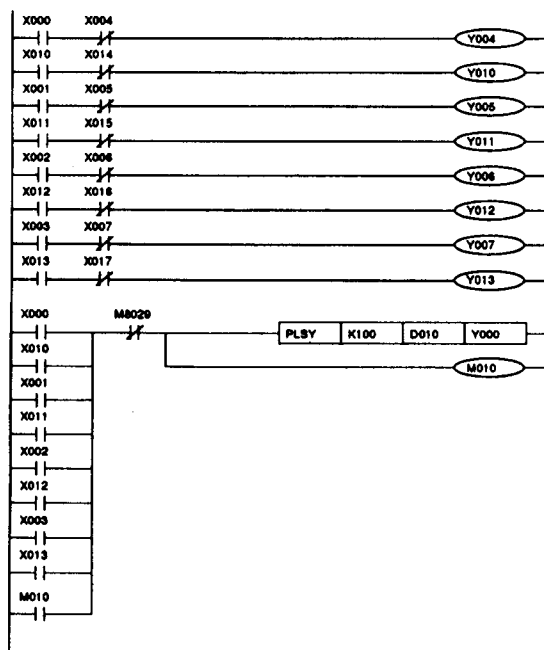 X000 X004
Y004
X010 X014
Y010
X001 X005
Y005
X011 X015
Y011
X002 X006
Y006
X012 X016
Y012
X003 X007
Y007
X013 X017
Y013
X000 M8029
PLSY K100 D010 Y000
X010
M010
X001
X011
X002
X012
X003
X013
M010